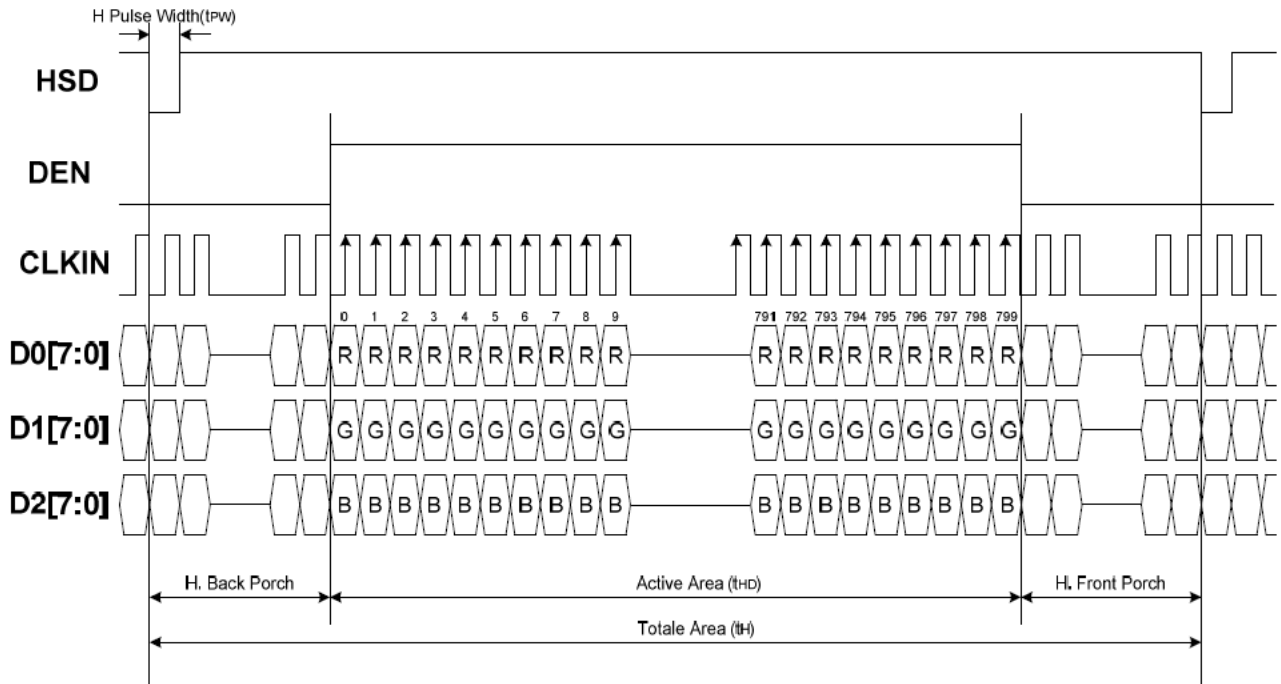 H Pulse Width(tPW)
HSD
DEN
CLKIN
0 1 2 3 4 5 6 7 8 9 791 792 793 794 795 796 797 798 799
D0[7:0] R R R R R R R R R R R R R R R R R R R
D1[7:0] G G G G G G G G G G G G G G G G G G G
D2[7:0] B B B B B B B B B B B B B B B B B B B
H. Back Porch Active Area (tHD) H. Front Porch
Totale Area (tH)